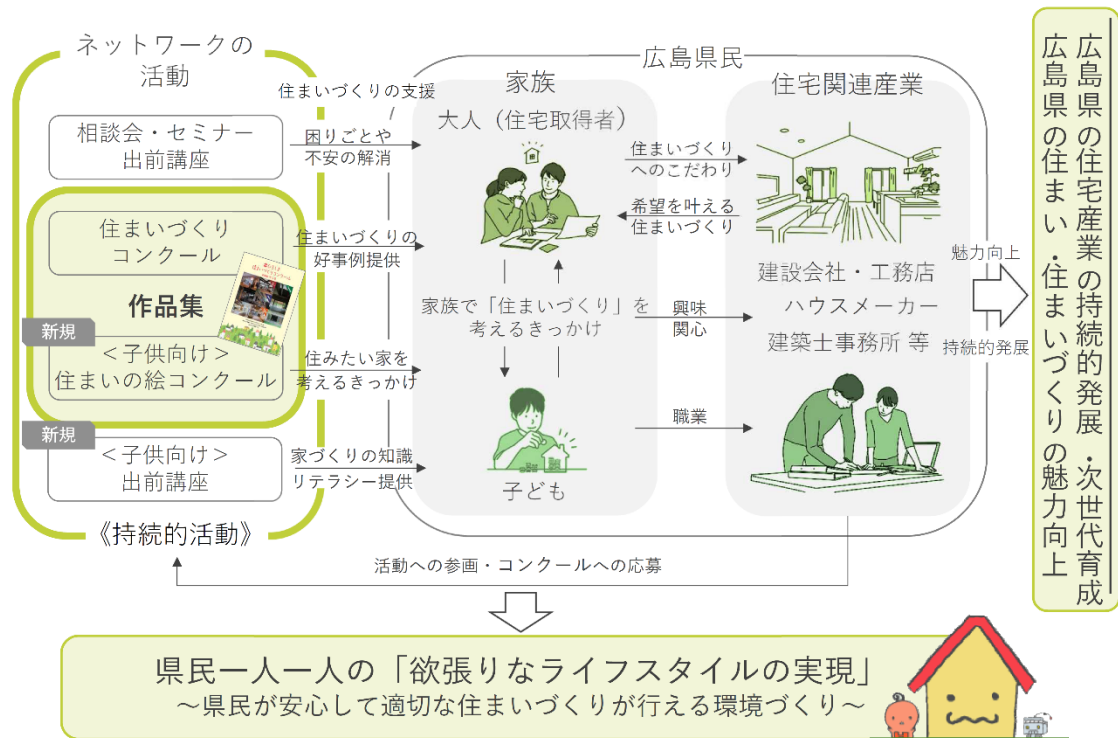 ネットワークの
活動
相談会・セミナー
出前講座
住まいづくり
コンクール
作品集
新規
＜子供向け＞
住まいの絵コンクール
新規
＜子供向け＞
出前講座
《持続的活動》
住まいづくりの支援
困りごとや
不安の解消
住まいづくりの
好事例提供
住みたい家を
考えるきっかけ
家づくりの知識
リテラシー提供
広島県民
家族
大人（住宅取得者）
家族で「住まいづくり」を
考えるきっかけ
子ども
住まいづくり
へのこだわり
希望を叶える
住まいづくり
興味
関心
職業
住宅関連産業
建設会社・工務店
ハウスメーカー
建築士事務所 等
魅力向上
持続的発展
広島県の住宅産業の持続的発展・次世代育成
広島県の住まい・住まいづくりの魅力向上
活動への参画・コンクールへの応募
県民一人一人の「欲張りなライフスタイルの実現」
～県民が安心して適切な住まいづくりが行える環境づくり～